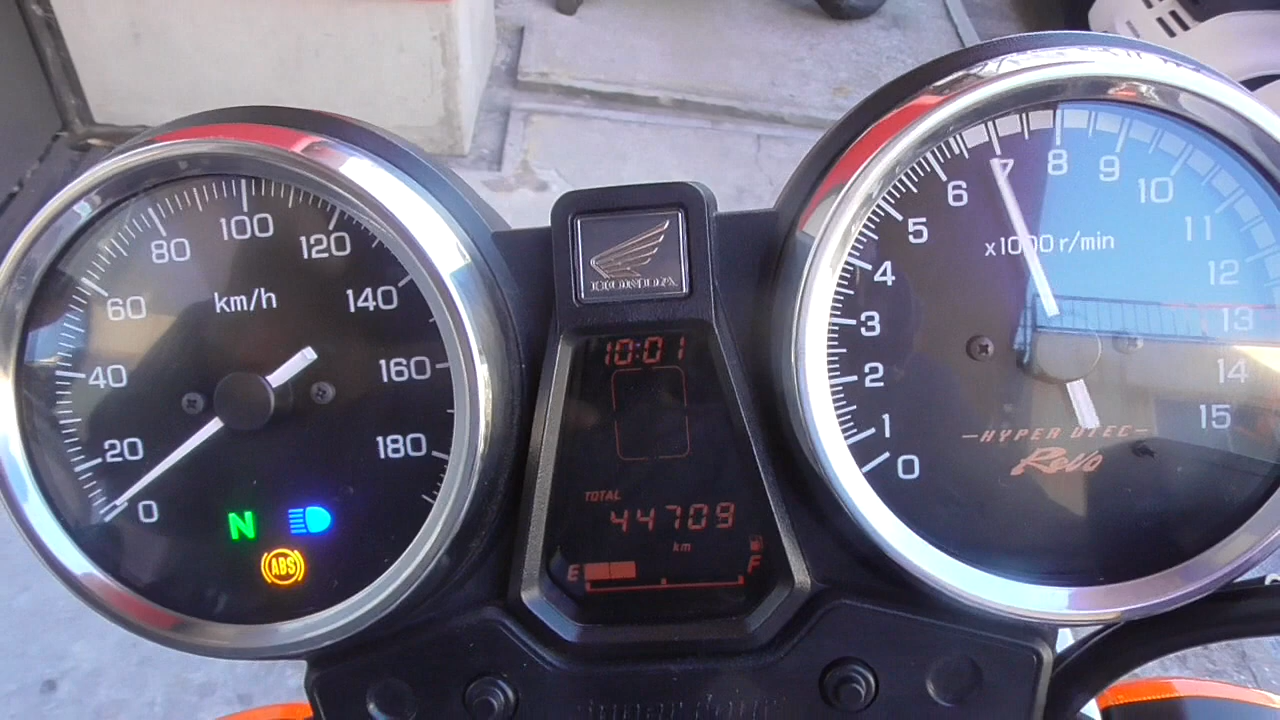 0
20
40
60
80
100
120
140
160
180
km/h
N
ABS
HONDA
10:01
TOTAL
44709
km
E
F
0
1
2
3
4
5
6
7
8
9
10
11
12
13
14
15
x1000 r/min
HYPER VTEC
Revo